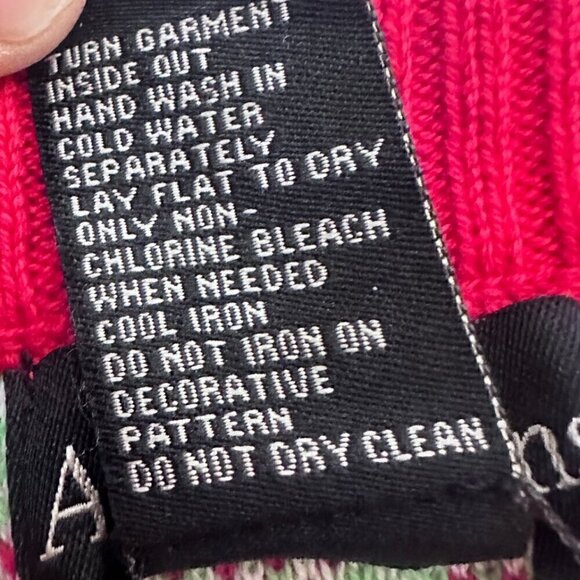 TURN GARMENT
INSIDE OUT
HAND WASH IN
COLD WATER
SEPARATELY
LAY FLAT TO DRY
ONLY NON-
CHLORINE BLEACH
WHEN NEEDED
COOL IRON
DO NOT IRON ON
DECORATIVE
PATTERN
DO NOT DRY CLEAN